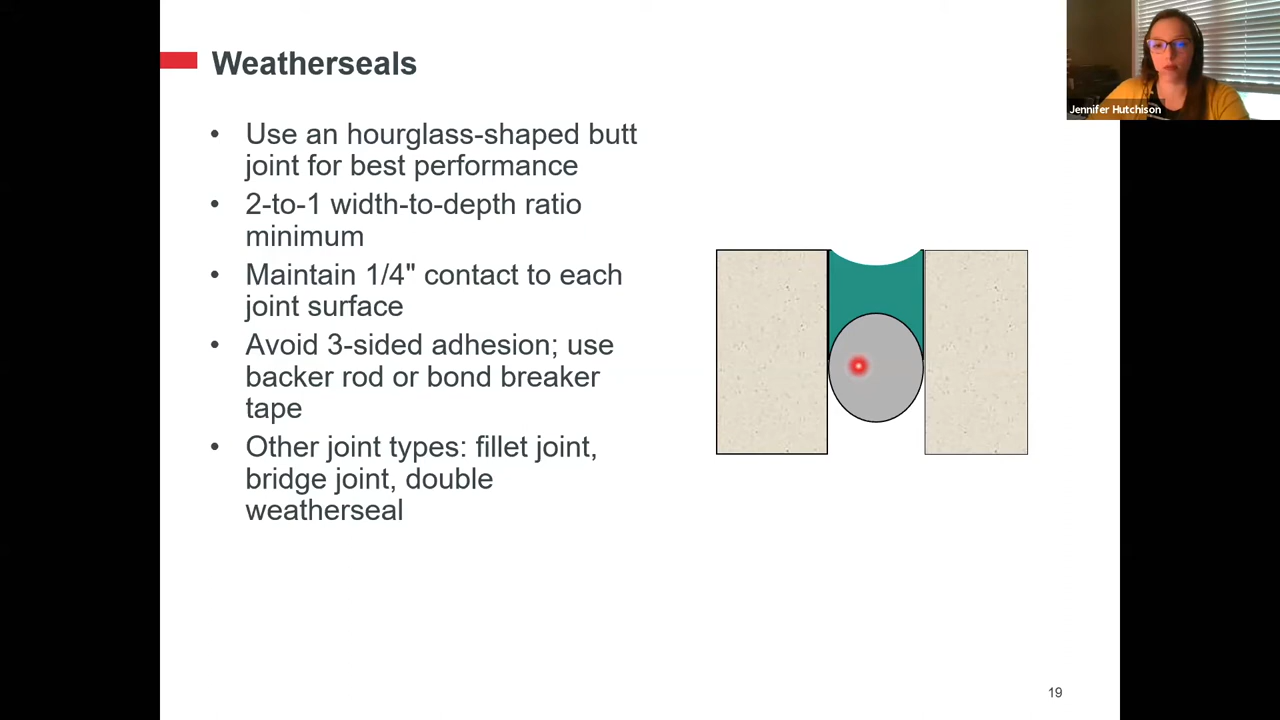 Weatherseals
Jennifer Hutchison
• Use an hourglass-shaped butt
joint for best performance
• 2-to-1 width-to-depth ratio
minimum
• Maintain 1/4" contact to each
joint surface
• Avoid 3-sided adhesion; use
backer rod or bond breaker
tape
• Other joint types: fillet joint,
bridge joint, double
weatherseal
19